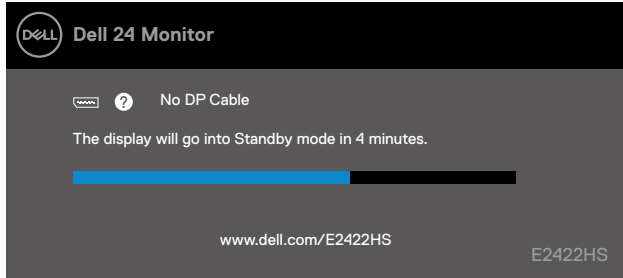 DELL Dell 24 Monitor
? No DP Cable
The display will go into Standby mode in 4 minutes.
www.dell.com/E2422HS
E2422HS